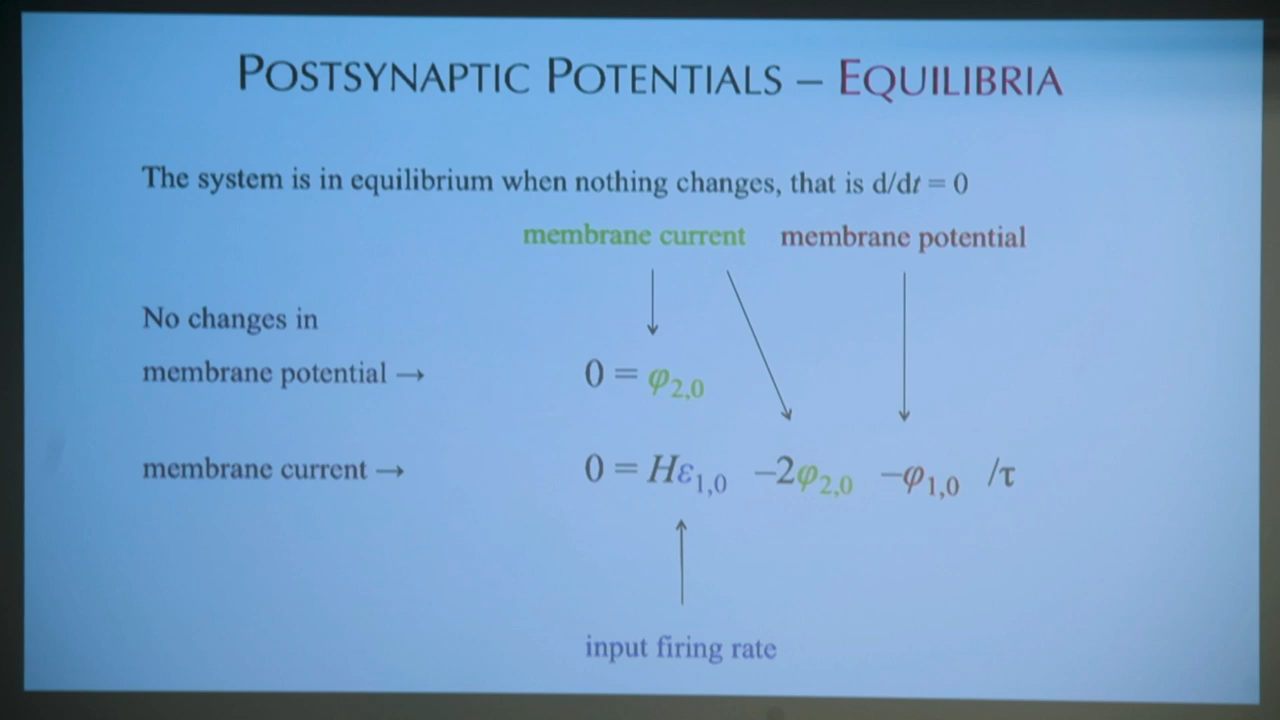 POSTSYNAPTIC POTENTIALS – EQUILIBRIA
The system is in equilibrium when nothing changes, that is d/dt = 0
membrane current membrane potential
No changes in
membrane potential → 0 = φ2,0
membrane current → 0 = Hε1,0 −2φ2,0 −φ1,0 /τ
input firing rate